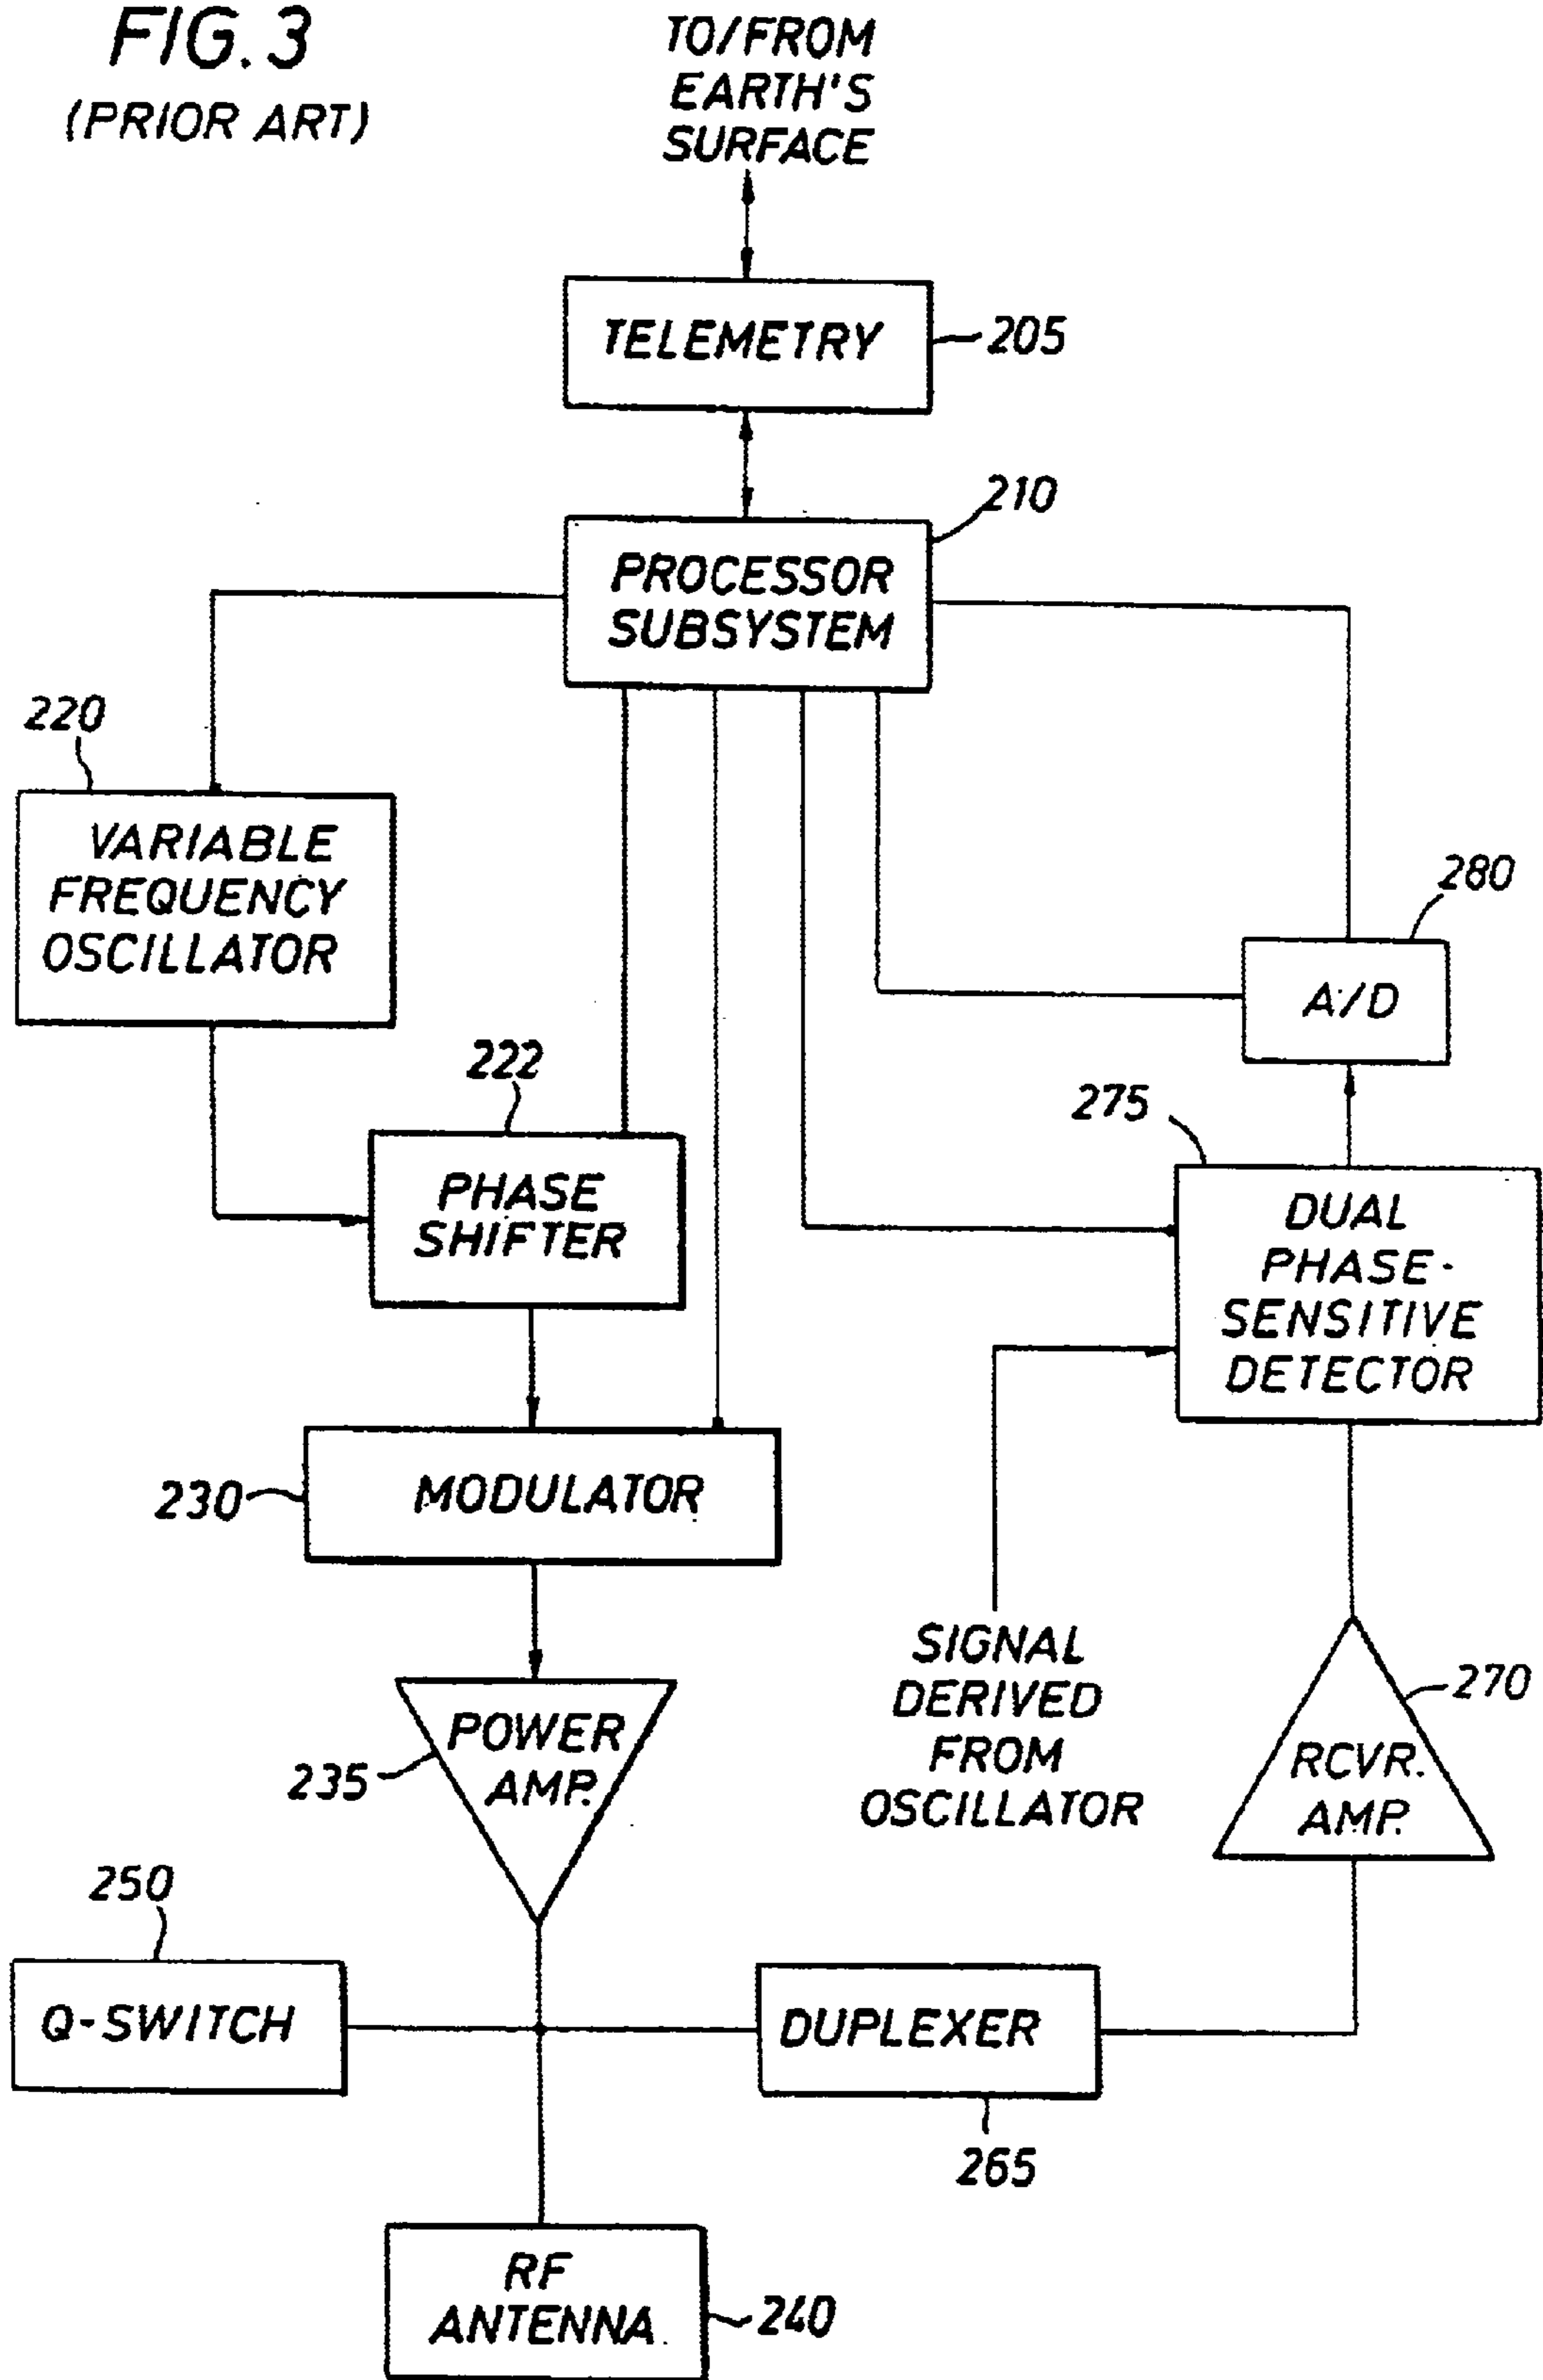 FIG. 3
(PRIOR ART)
TO/FROM
EARTH'S
SURFACE
TELEMETRY
205
210
PROCESSOR
SUBSYSTEM
220
VARIABLE
FREQUENCY
OSCILLATOR
280
A/D
222
PHASE
SHIFTER
275
DUAL
PHASE-
SENSITIVE
DETECTOR
230
MODULATOR
SIGNAL
DERIVED
FROM
OSCILLATOR
235
POWER
AMP.
270
RCVR.
AMP.
250
Q-SWITCH
DUPLEXER
265
RF
ANTENNA
240